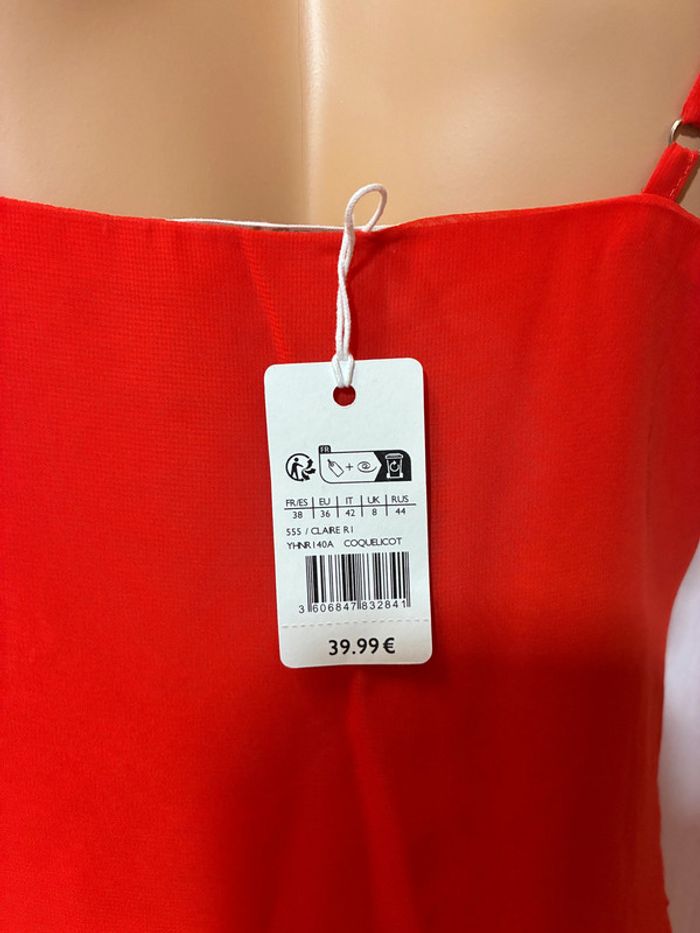 FR
FR/ES | EU | IT | UK | RUS
38 | 36 | 42 | 8 | 44
555 / CLAIRE R1
YHNR140A COQUELICOT
3 606847 832841
39.99 €